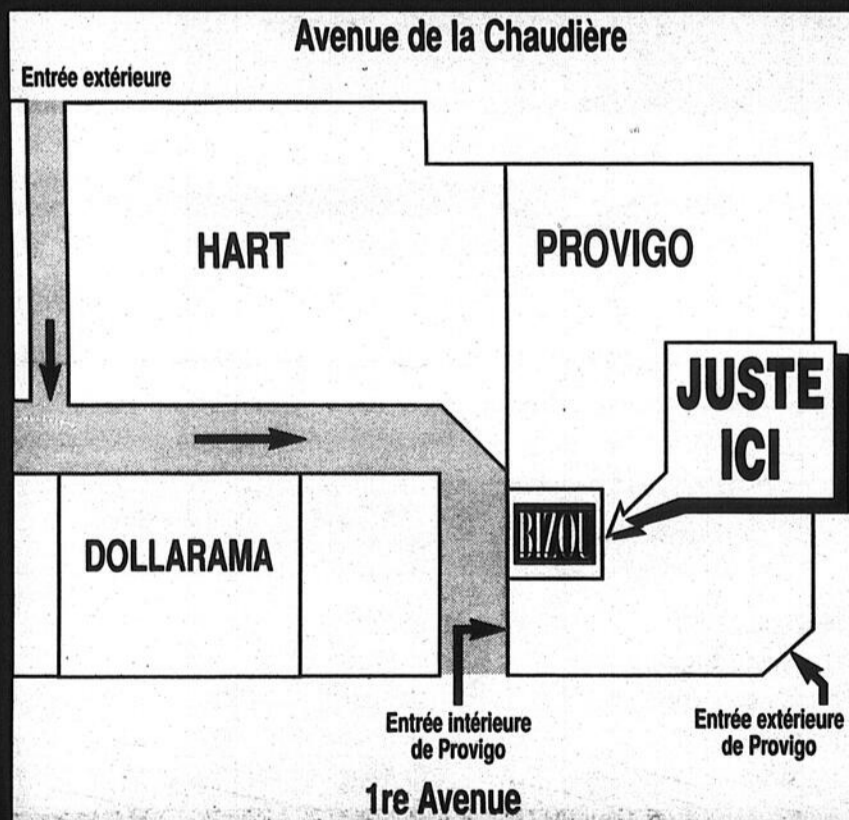 Avenue de la Chaudière
Entrée extérieure
HART
PROVIGO
JUSTE
ICI
BIZOU
DOLLARAMA
Entrée intérieure
de Provigo
Entrée extérieure
de Provigo
1re Avenue